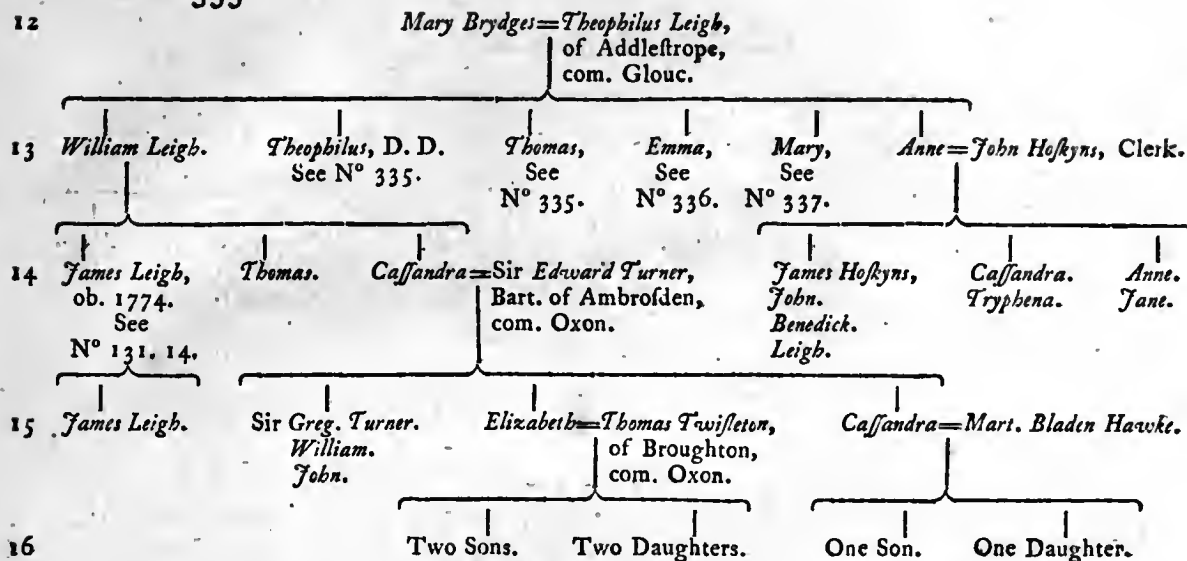 335
12 Mary Brydges=Theophilus Leigh,
of Addleſtrope,
com. Glouc.
13 William Leigh. Theophilus, D. D. Thomas, Emma, Mary, Anne=John Hoſkyns, Clerk.
See N° 335. See See See
N° 335. N° 336. N° 337.
14 James Leigh, Thomas. Caſſandra=Sir Edward Turner, James Hoſkyns, Caſſandra. Anne.
ob. 1774. Bart. of Ambroſden, John. Tryphena. Jane.
See com. Oxon. Benedick.
N° 131. 14. Leigh.
15 James Leigh. Sir Greg. Turner. Elizabeth=Thomas Twiſleton, Caſſandra=Mart. Bladen Hawke.
William. of Broughton,
John. com. Oxon.
16 Two Sons. Two Daughters. One Son. One Daughter.